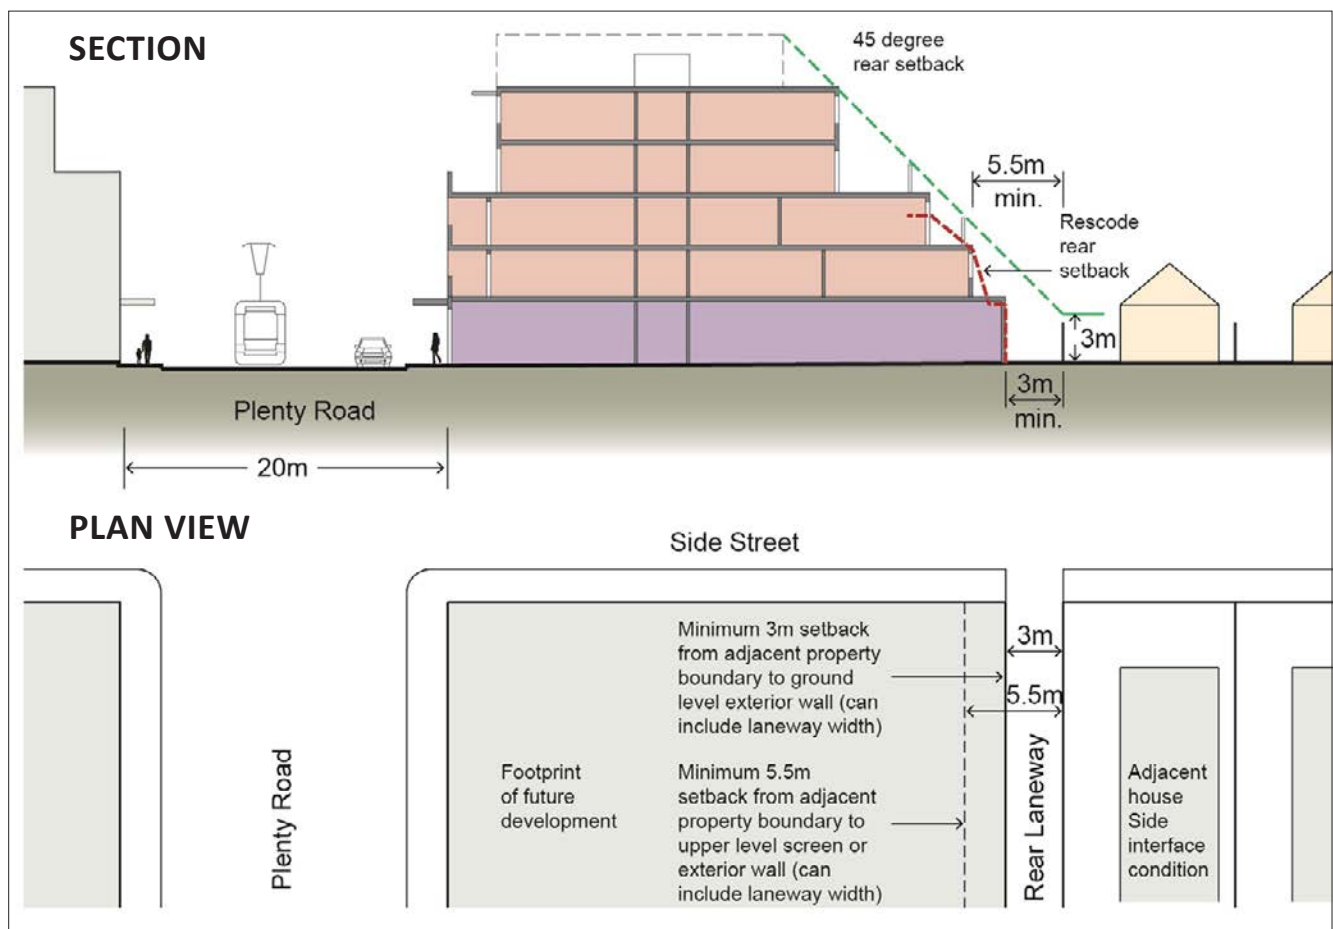 SECTION
45 degree
rear setback
5.5m
min.
Rescode
rear
setback
3m
3m
min.
Plenty Road
20m
PLAN VIEW
Side Street
Minimum 3m setback
from adjacent property
boundary to ground
level exterior wall (can
include laneway width)
3m
5.5m
Plenty Road
Footprint
of future
development
Minimum 5.5m
setback from adjacent
property boundary to
upper level screen or
exterior wall (can
include laneway width)
Rear Laneway
Adjacent
house
Side
interface
condition